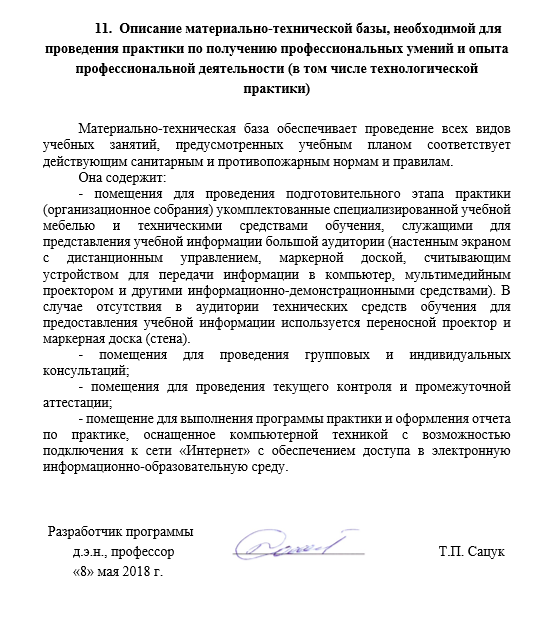 11. Описание материально-технической базы, необходимой для
проведения практики по получению профессиональных умений и опыта
профессиональной деятельности (в том числе технологической
практики)
Материально-техническая база обеспечивает проведение всех видов
учебных занятий, предусмотренных учебным планом соответствует
действующим санитарным и противопожарным нормам и правилам.
Она содержит:
- помещения для проведения подготовительного этапа практики
(организационное собрания) укомплектованные специализированной учебной
мебелью и техническими средствами обучения, служащими для
представления учебной информации большой аудитории (настенным экраном
с дистанционным управлением, маркерной доской, считывающим
устройством для передачи информации в компьютер, мультимедийным
проектором и другими информационно-демонстрационными средствами). В
случае отсутствия в аудитории технических средств обучения для
предоставления учебной информации используется переносной проектор и
маркерная доска (стена).
- помещения для проведения групповых и индивидуальных
консультаций;
- помещения для проведения текущего контроля и промежуточной
аттестации;
- помещение для выполнения программы практики и оформления отчета
по практике, оснащенное компьютерной техникой с возможностью
подключения к сети «Интернет» с обеспечением доступа в электронную
информационно-образовательную среду.
Разработчик программы
д.э.н., профессор Т.П. Сацук
«8» мая 2018 г.